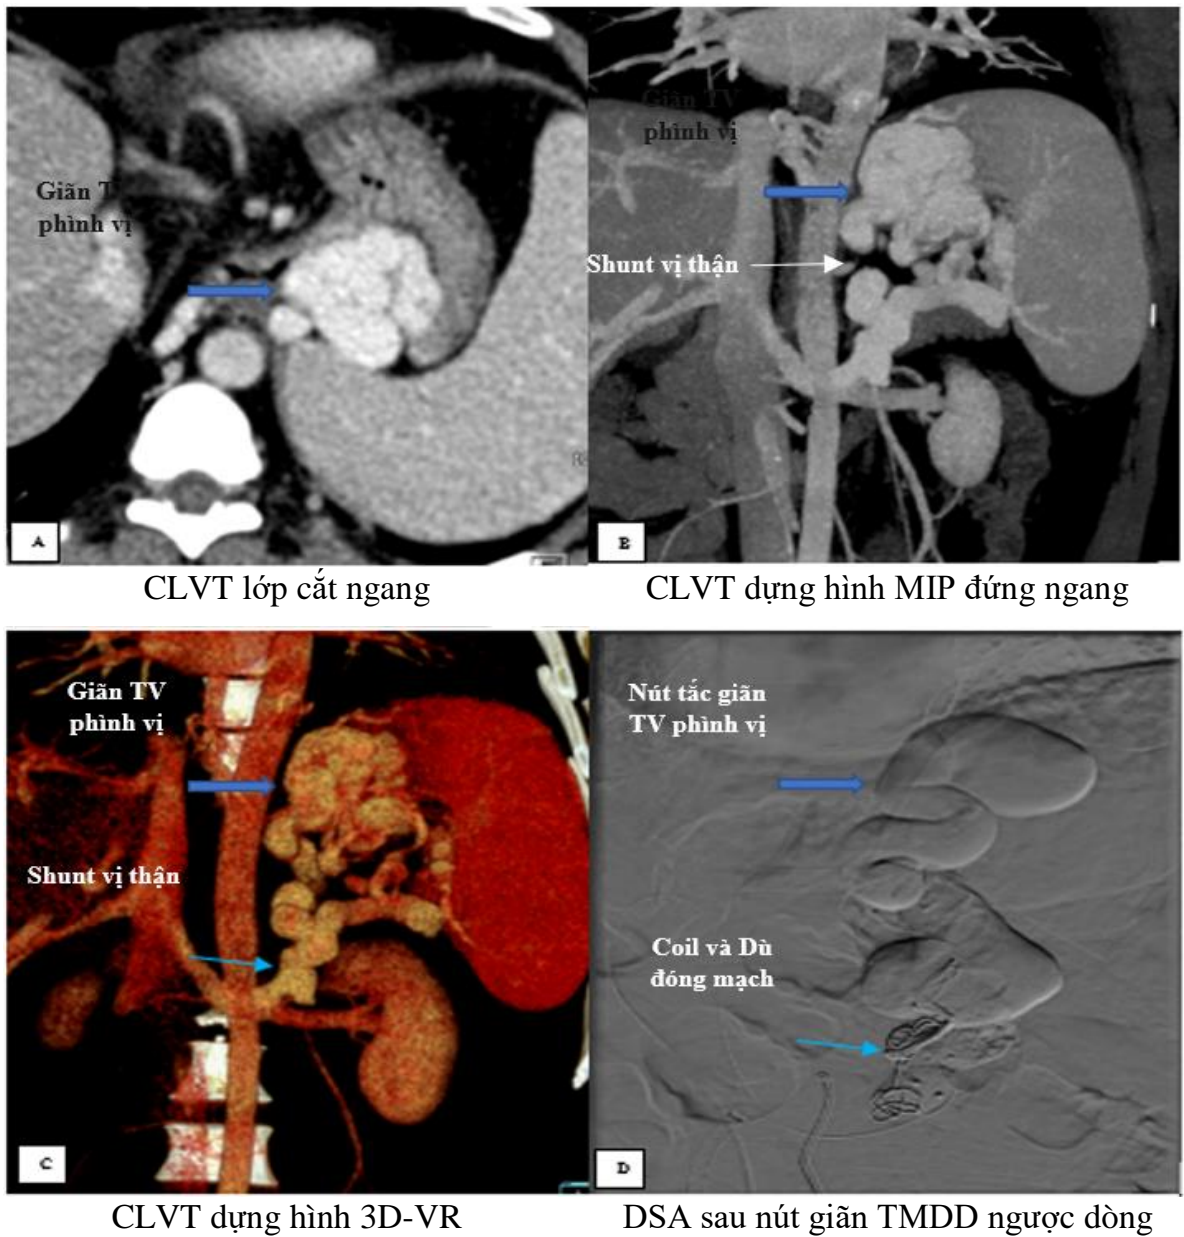 Giãn TV
phình vị
A
Giãn TV
phình vị
Shunt vị thận
B
CLVT lớp cắt ngang
CLVT dựng hình MIP đứng ngang
Giãn TV
phình vị
Shunt vị thận
C
Nút tắc giãn
TV phình vị
Coil và Dù
đóng mạch
D
CLVT dựng hình 3D-VR
DSA sau nút giãn TMDD ngược dòng